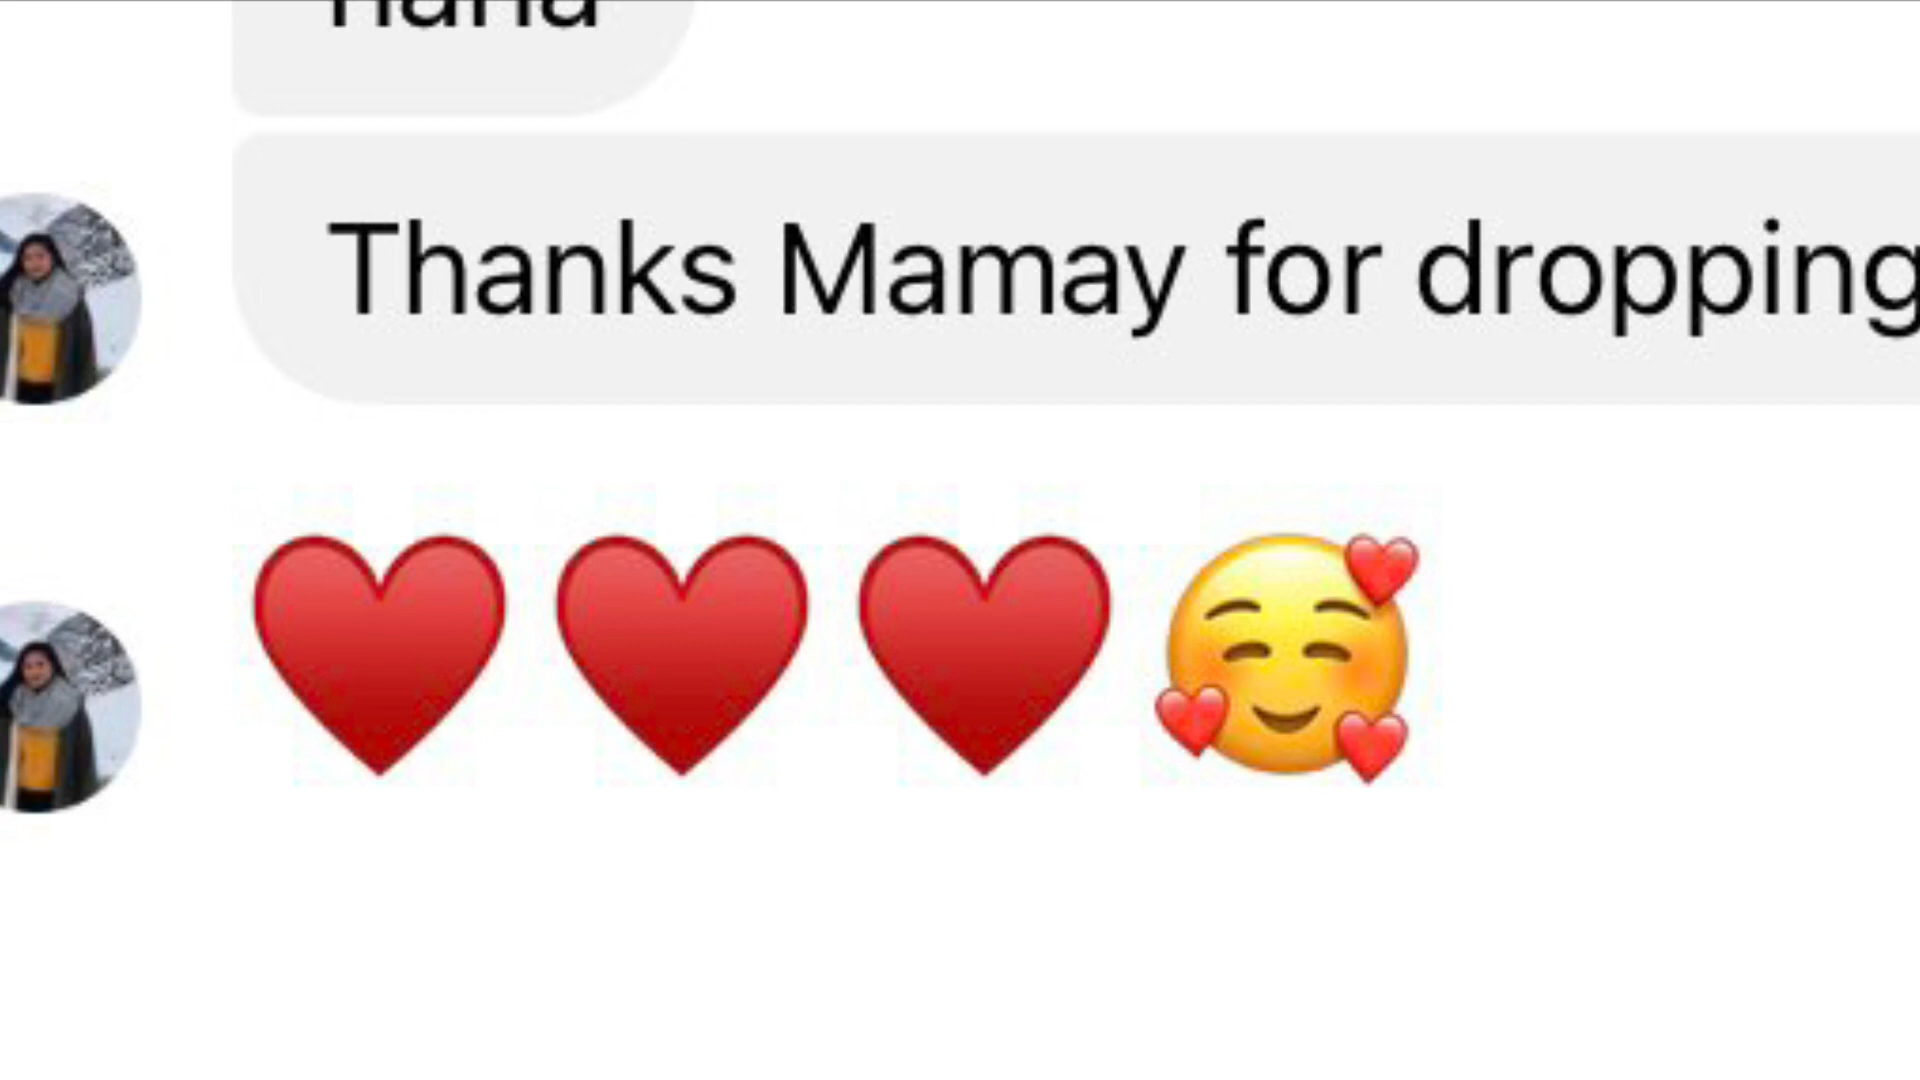 Thanks Mamay for dropping
♥️♥️♥️🥰